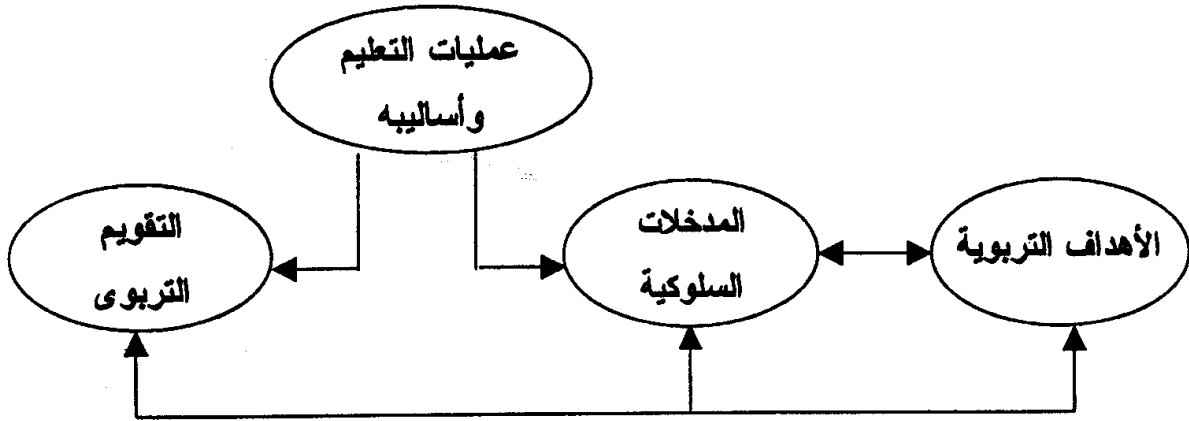 عمليات التعليم
وأساليبه
الأهداف التربوية
المدخلات
السلوكية
التقويم
التربوى